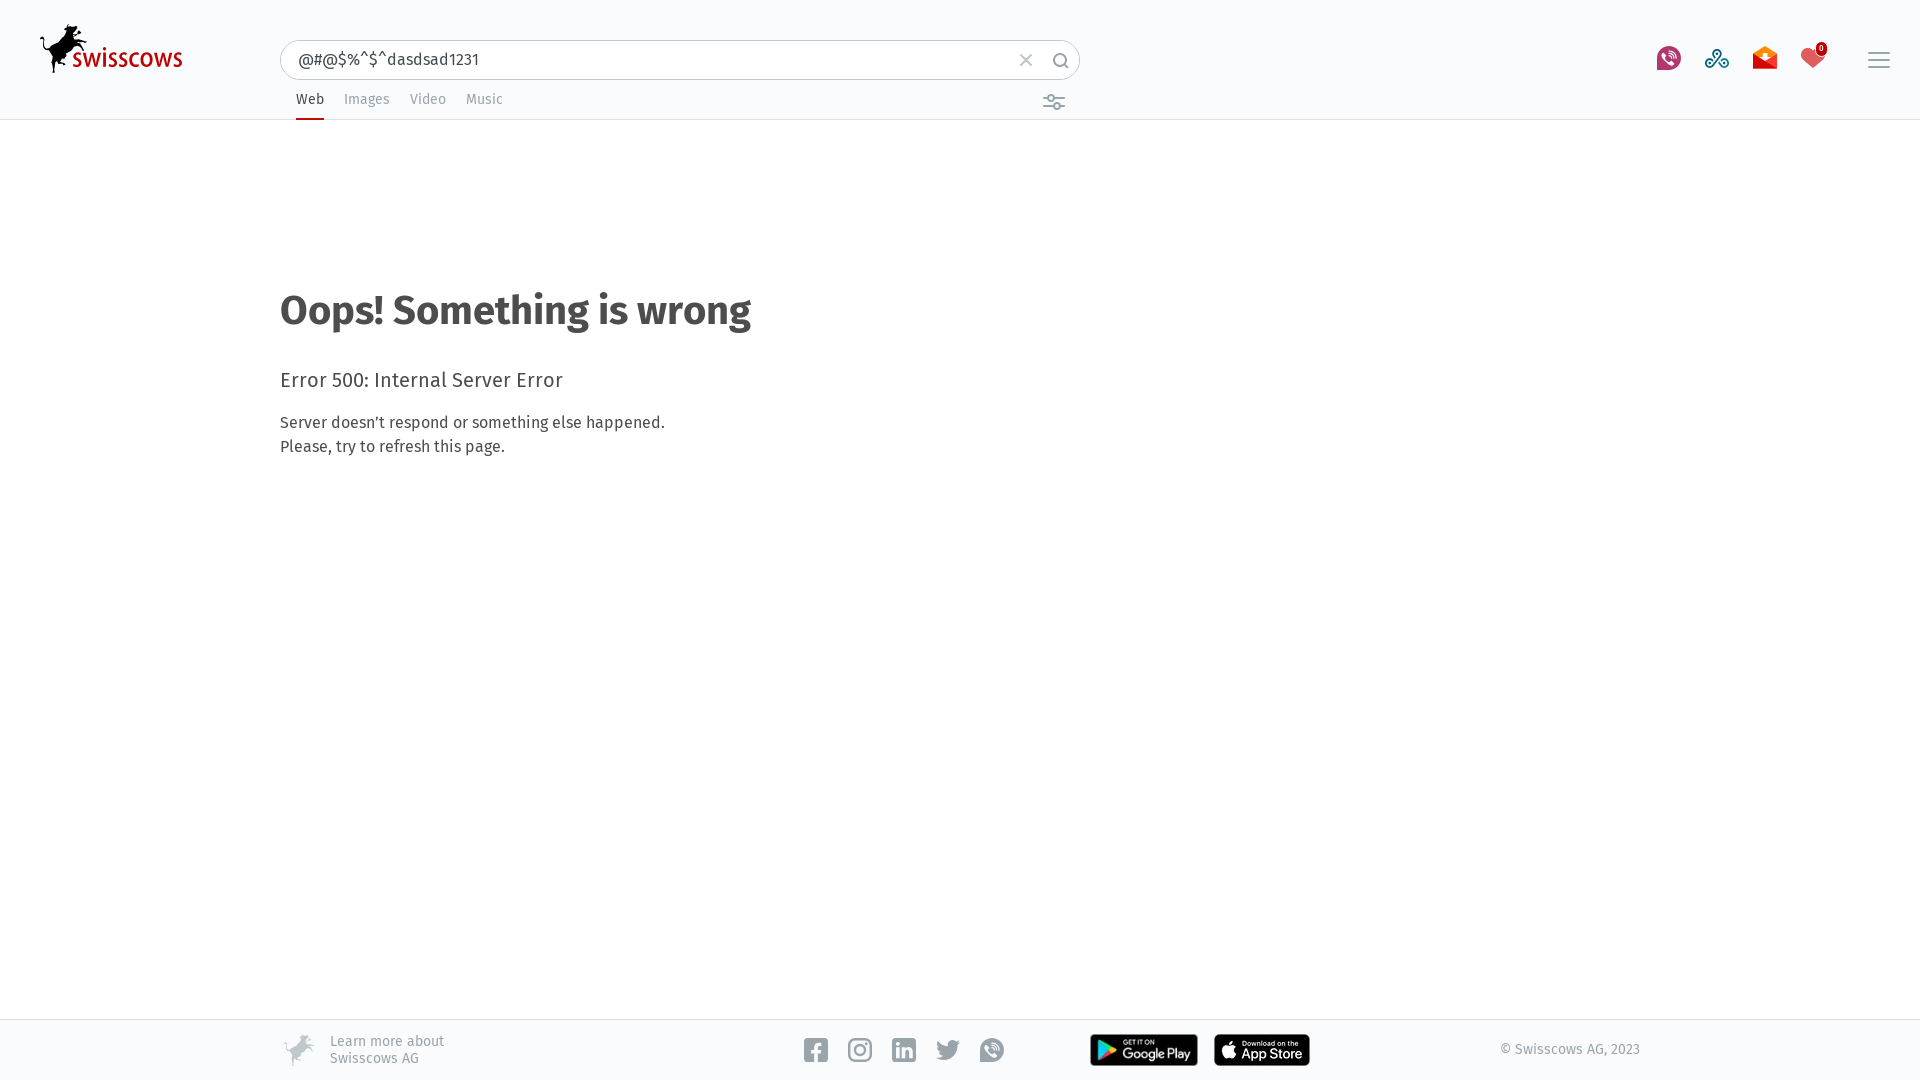 swisscows
@#@$%^$^dasdsad1231
0
Web Images Video Music
Oops! Something is wrong
Error 500: Internal Server Error
Server doesn’t respond or something else happened.
Please, try to refresh this page.
Learn more about
Swisscows AG
GET IT ON
Google Play
Download on the
App Store
© Swisscows AG, 2023